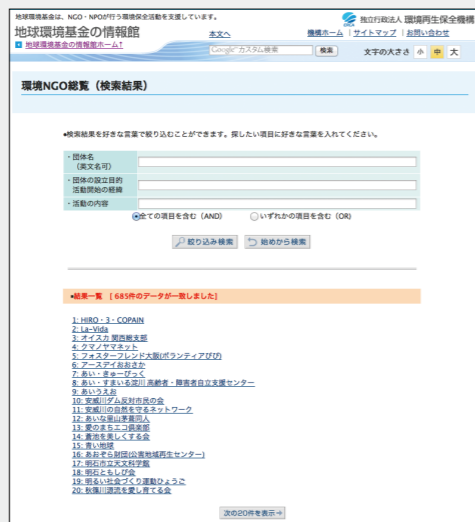 地球環境基金は、NGO・NPOが行う環境保全活動を支援しています。
独立行政法人 環境再生保全機構
地球環境基金の情報館
本文へ
機構ホーム | サイトマップ | お問い合わせ
地球環境基金の情報館ホーム↑
Google カスタム検索
検索
文字の大きさ 小 中 大
環境NGO総覧(検索結果)
●検索結果を好きな言葉で絞り込むことができます。探したい項目に好きな言葉を入れてください。
・団体名
(英文名可)
・団体の設立目的
活動開始の経緯
・活動の内容
全ての項目を含む(AND) いずれかの項目を含む(OR)
絞り込み検索 始めから検索
●結果一覧 [ 685件のデータが一致しました]
1: HIRO・3・COPAIN
2: La-Vida
3: オイスカ 関西総支部
4: クマノヤマネット
5: フォスターフレンド大阪(ボランティアぴぴ)
6: アースデイおおさか
7: あい・きゅーぴっく
8: あい・すまいる淀川 高齢者・障害者自立支援センター
9: あいうえお
10: 安威川ダム反対市民の会
11: 安威川の自然を守るネットワーク
12: あいな里山茅葺同人
13: 愛のまちエコ倶楽部
14: 蒼池を美しくする会
15: 青い地球
16: あおぞら財団(公害地域再生センター)
17: 明石市立天文科学館
18: 明石ともしび会
19: 明るい社会づくり運動ひょうご
20: 秋篠川源流を愛し育てる会
次の20件を表示⇒